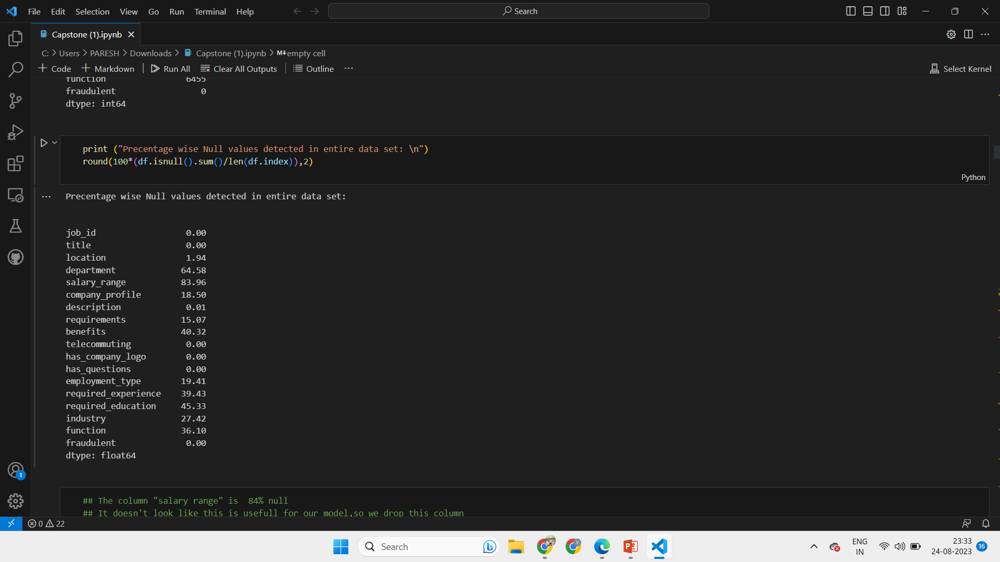 File Edit Selection View Go Run Terminal Help Search
Capstone (1).ipynb
C: > Users > PARESH > Downloads > Capstone (1).ipynb > M↓empty cell
+ Code + Markdown | Run All Clear All Outputs | Outline ... Select Kernel
function 6455
fraudulent 0
dtype: int64
print ("Precentage wise Null values detected in entire data set: \n")
round(100*(df.isnull().sum()/len(df.index)),2)
Python
... Precentage wise Null values detected in entire data set:
job_id 0.00
title 0.00
location 1.94
department 64.58
salary_range 83.96
company_profile 18.50
description 0.01
requirements 15.07
benefits 40.32
telecommuting 0.00
has_company_logo 0.00
has_questions 0.00
employment_type 19.41
required_experience 39.43
required_education 45.33
industry 27.42
function 36.10
fraudulent 0.00
dtype: float64
1
## The column "salary range" is  84% null
## It doesn't look like this is usefull for our model,so we drop this column
0 22
Search
ENG
IN
23:33
24-08-2023
16